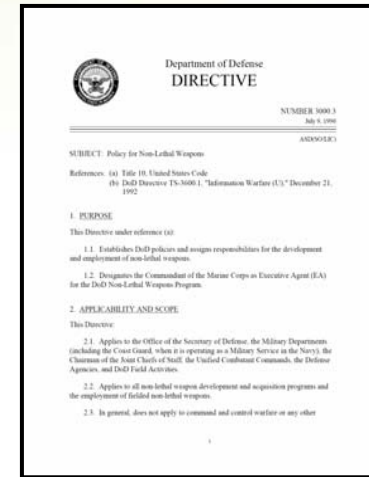 Department of Defense
DIRECTIVE
NUMBER 3000.3
July 9, 1996
ASD(SO/LIC)
SUBJECT: Policy for Non-Lethal Weapons
References: (a) Title 10, United States Code
(b) DoD Directive TS-3600.1, "Information Warfare (U)," December 21,
1992
1. PURPOSE
This Directive under reference (a):
1.1. Establishes DoD policies and assigns responsibilities for the development
and employment of non-lethal weapons.
1.2. Designates the Commandant of the Marine Corps as Executive Agent (EA)
for the DoD Non-Lethal Weapons Program.
2. APPLICABILITY AND SCOPE
This Directive:
2.1. Applies to the Office of the Secretary of Defense, the Military Departments
(including the Coast Guard, when it is operating as a Military Service in the Navy), the
Chairman of the Joint Chiefs of Staff, the Unified Combatant Commands, the Defense
Agencies, and DoD Field Activities.
2.2. Applies to all non-lethal weapon development and acquisition programs and
the employment of fielded non-lethal weapons.
2.3. In general, does not apply to command and control warfare or any other
1